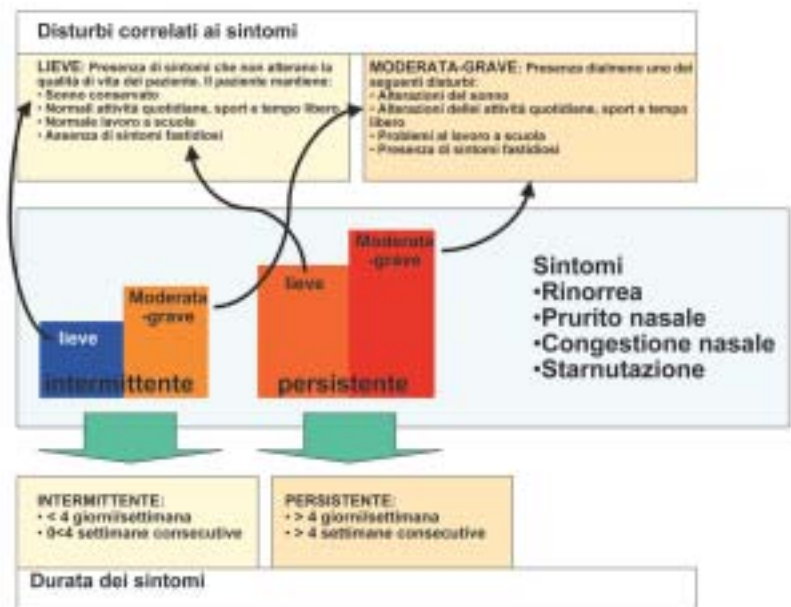 Disturbi correlati ai sintomi
LIEVE: Presenza di sintomi che non alterano la
qualità di vita del paziente. Il paziente mantiene:
• Sonno conservato
• Normali attività quotidiane, sport e tempo libero
• Normale lavoro a scuola
• Assenza di sintomi fastidiosi
MODERATA-GRAVE: Presenza dialmeno uno dei
seguenti disturbi:
- Alterazioni del sonno
- Alterazioni dellei attività quotidiane, sport e tempo
libero
- Problemi al lavoro a scuola
- Presenza di sintomi fastidiosi
lieve
Moderata
-grave
intermittente
lieve
Moderata
-grave
persistente
Sintomi
•Rinorrea
•Prurito nasale
•Congestione nasale
•Starnutazione
INTERMITTENTE:
• < 4 giorni/settimana
• 0<4 settimane consecutive
PERSISTENTE:
• > 4 giorni/settimana
• > 4 settimane consecutive
Durata dei sintomi